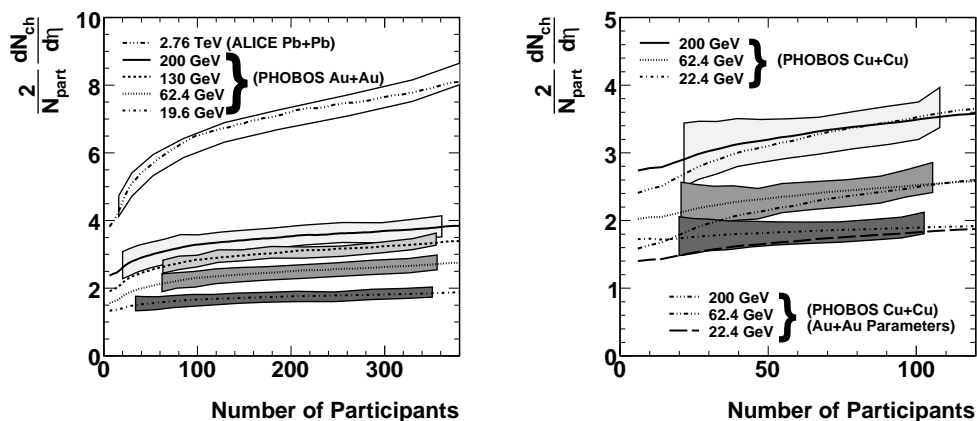 2 dN_ch
N_part dη
10
8
6
4
2
0
2.76 TeV (ALICE Pb+Pb)
200 GeV
130 GeV
62.4 GeV
19.6 GeV
} (PHOBOS Au+Au)
0 100 200 300
Number of Participants
2 dN_ch
N_part dη
5
4
3
2
1
0
200 GeV
62.4 GeV
22.4 GeV
} (PHOBOS Cu+Cu)
200 GeV
62.4 GeV
22.4 GeV
} (PHOBOS Cu+Cu)
(Au+Au Parameters)
0 50 100
Number of Participants